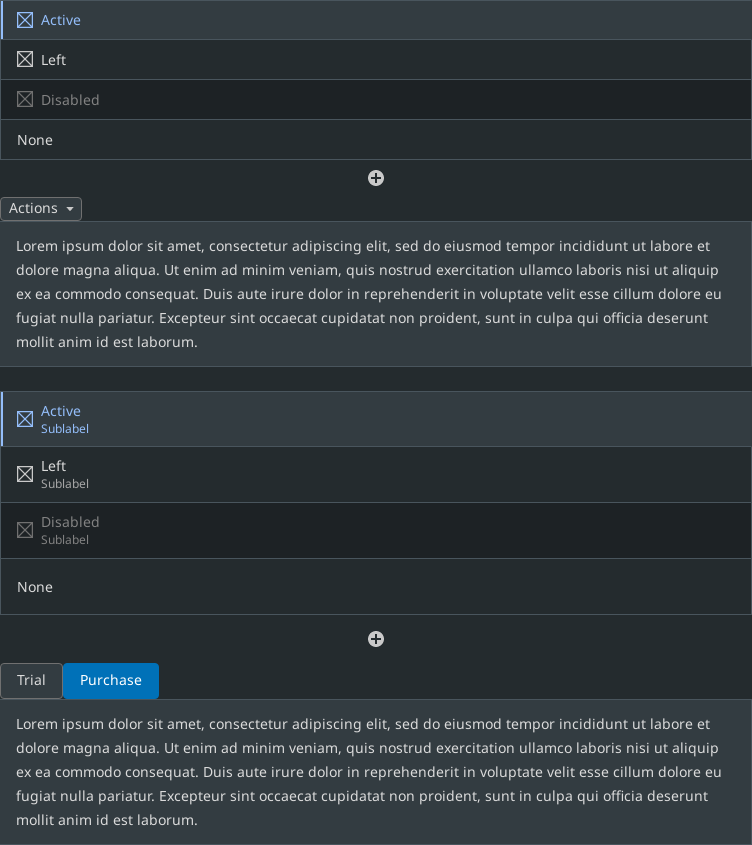 Active
Left
Disabled
None
Actions
Lorem ipsum dolor sit amet, consectetur adipiscing elit, sed do eiusmod tempor incididunt ut labore et
dolore magna aliqua. Ut enim ad minim veniam, quis nostrud exercitation ullamco laboris nisi ut aliquip
ex ea commodo consequat. Duis aute irure dolor in reprehenderit in voluptate velit esse cillum dolore eu
fugiat nulla pariatur. Excepteur sint occaecat cupidatat non proident, sunt in culpa qui officia deserunt
mollit anim id est laborum.
Active
Sublabel
Left
Sublabel
Disabled
Sublabel
None
Trial Purchase
Lorem ipsum dolor sit amet, consectetur adipiscing elit, sed do eiusmod tempor incididunt ut labore et
dolore magna aliqua. Ut enim ad minim veniam, quis nostrud exercitation ullamco laboris nisi ut aliquip
ex ea commodo consequat. Duis aute irure dolor in reprehenderit in voluptate velit esse cillum dolore eu
fugiat nulla pariatur. Excepteur sint occaecat cupidatat non proident, sunt in culpa qui officia deserunt
mollit anim id est laborum.